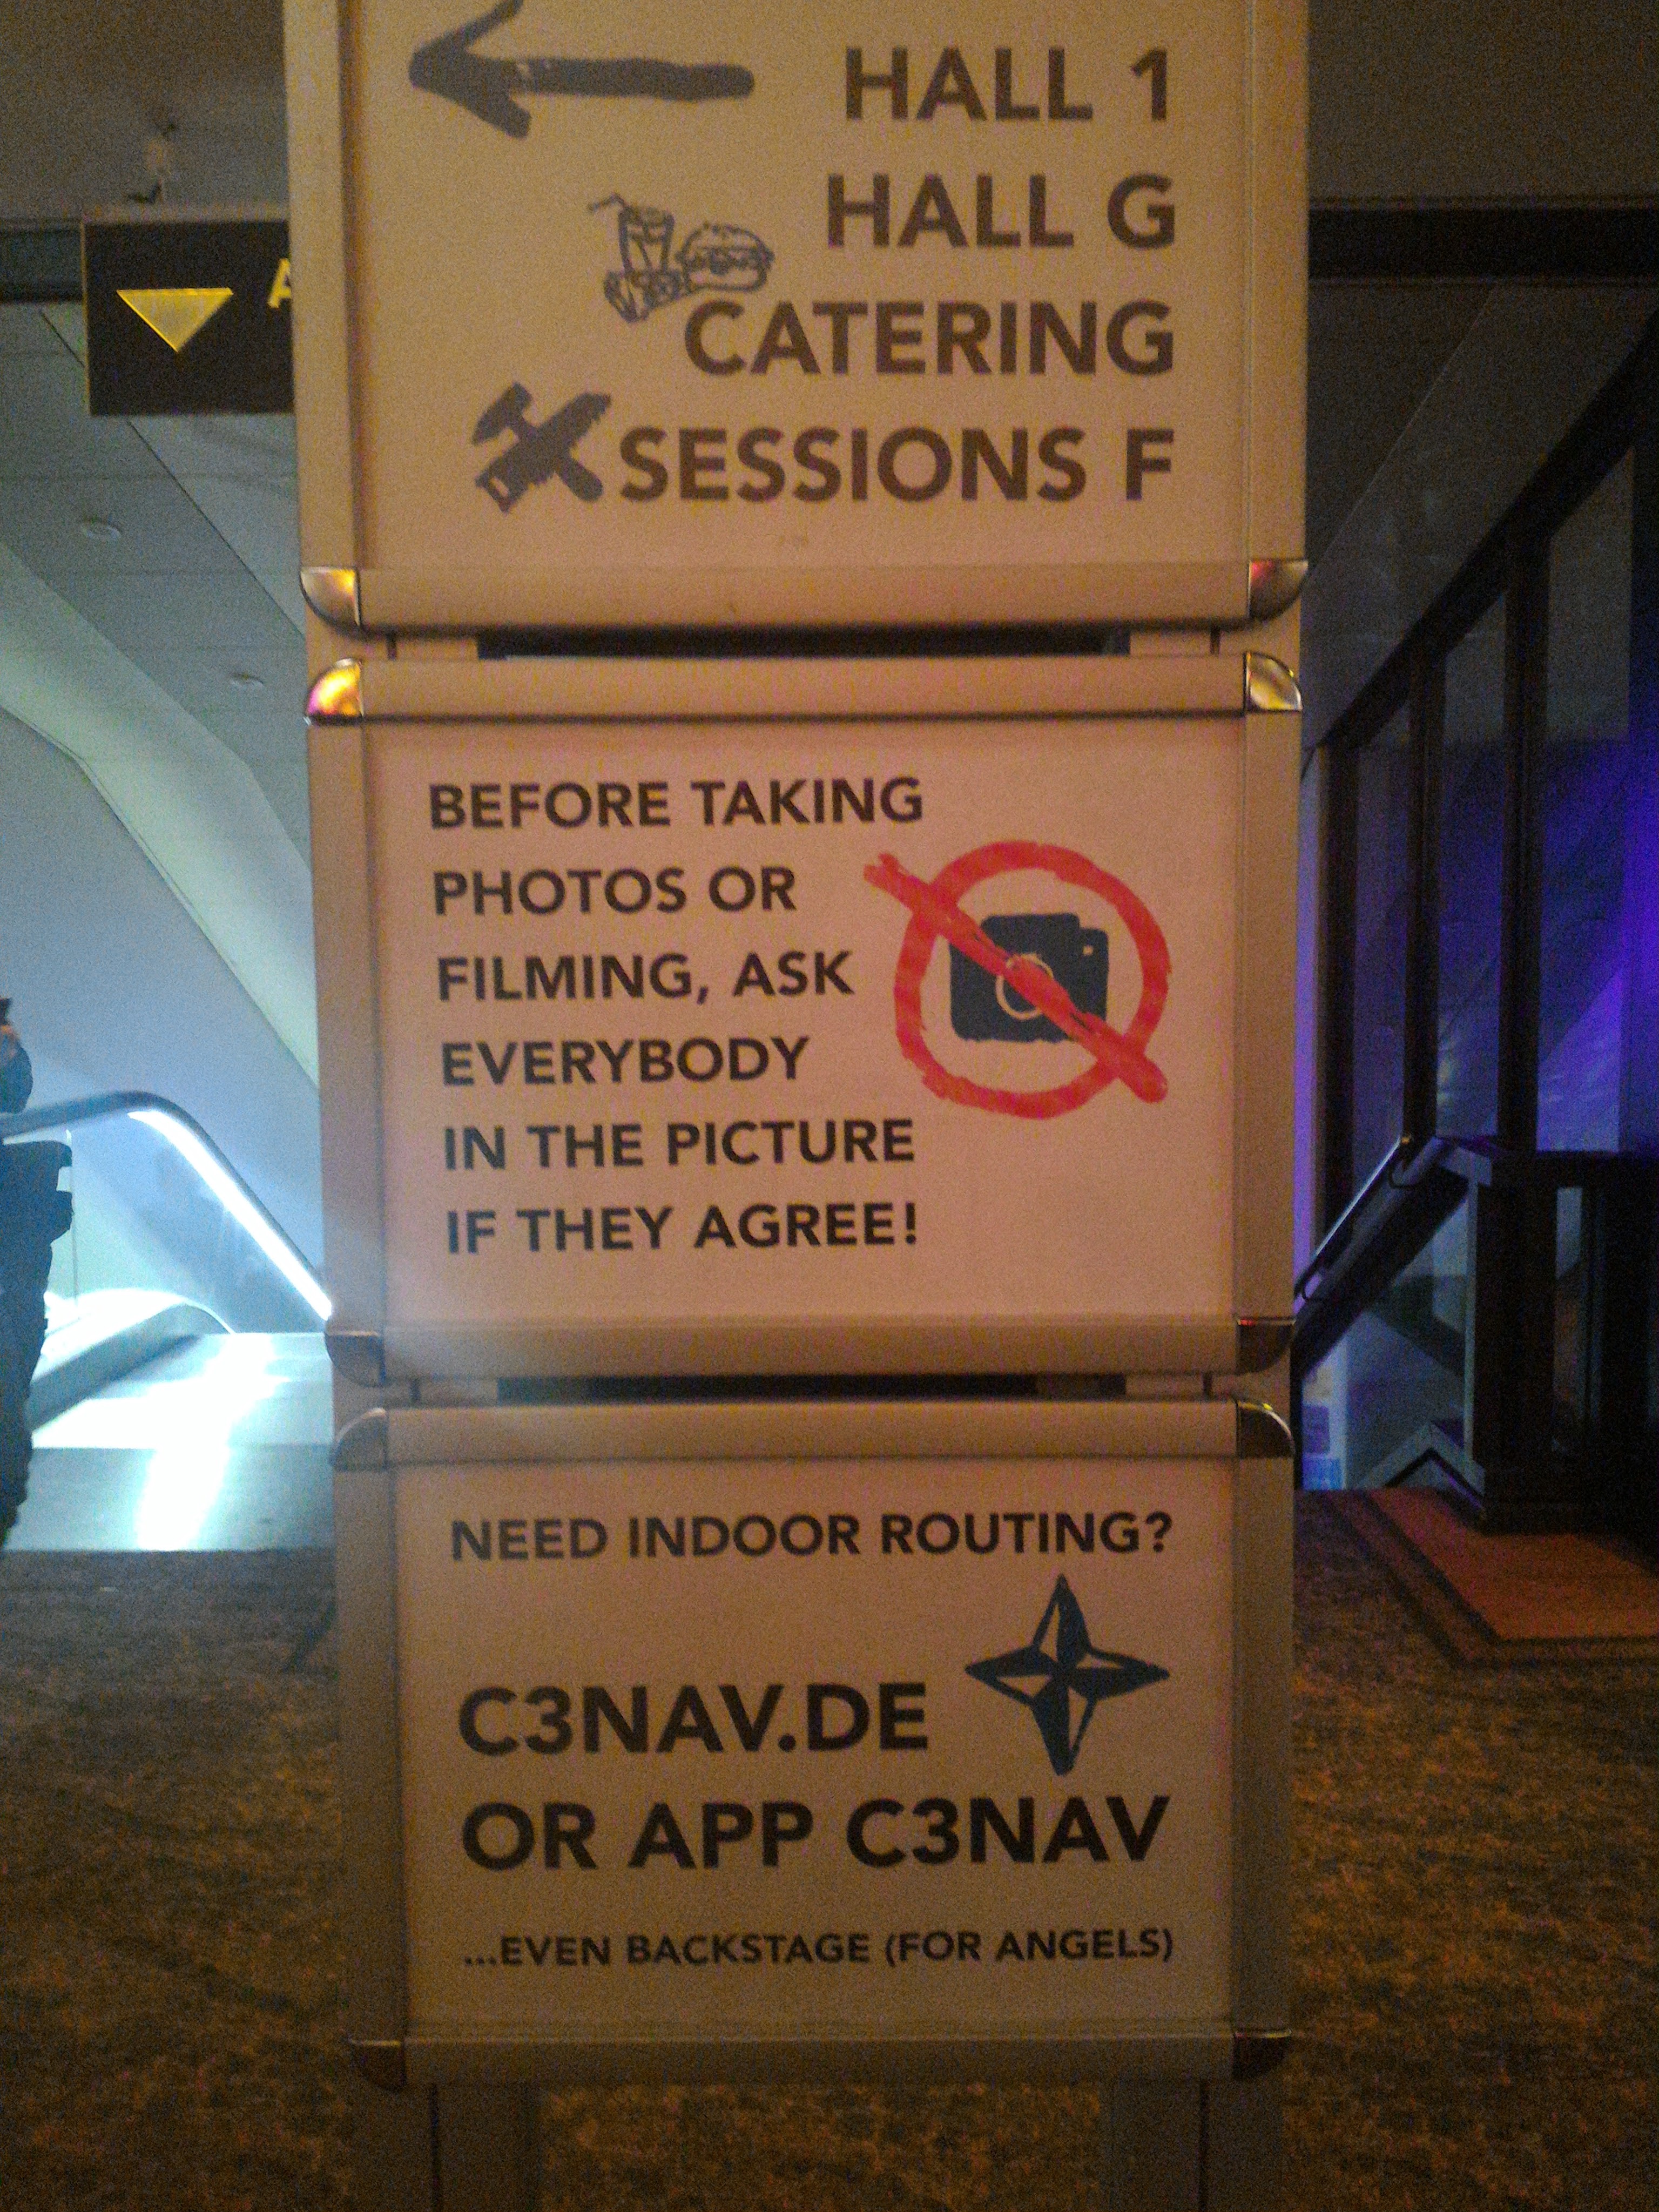 HALL 1
HALL G
CATERING
SESSIONS F
BEFORE TAKING
PHOTOS OR
FILMING, ASK
EVERYBODY
IN THE PICTURE
IF THEY AGREE!
NEED INDOOR ROUTING?
C3NAV.DE
OR APP C3NAV
...EVEN BACKSTAGE (FOR ANGELS)